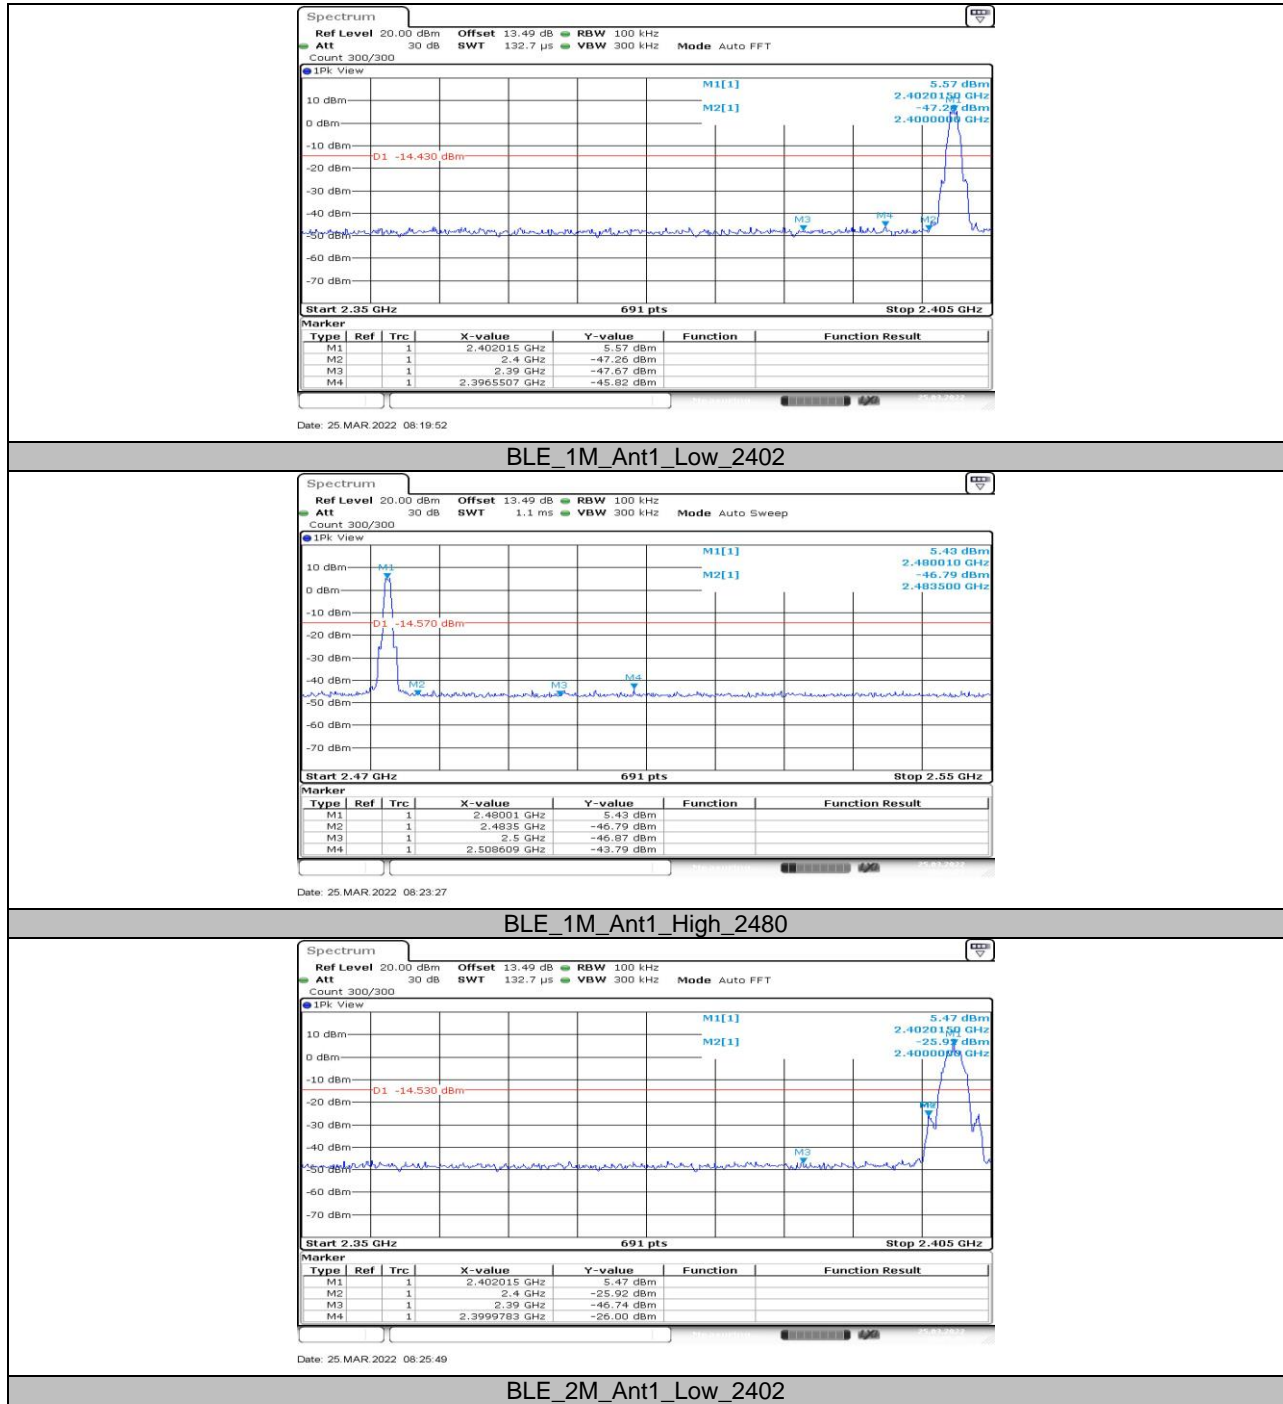 Spectrum
Ref Level 20.00 dBm Offset 13.49 dB RBW 100 kHz
Att 30 dB SWT 132.7 µs VBW 300 kHz Mode Auto FFT
Count 300/300
1Pk View
M1[1] 5.57 dBm
2.4020150 GHz
M2[1] -47.26 dBm
2.4000000 GHz
M1
10 dBm
0 dBm
-10 dBm
D1 -14.430 dBm
-20 dBm
-30 dBm
-40 dBm
M3 M4 M2
-50 dBm
-60 dBm
-70 dBm
Start 2.35 GHz 691 pts Stop 2.405 GHz
Marker
Type Ref Trc X-value Y-value Function Function Result
M1 1 2.402015 GHz 5.57 dBm
M2 1 2.4 GHz -47.26 dBm
M3 1 2.39 GHz -47.67 dBm
M4 1 2.3965507 GHz -45.82 dBm
Date: 25.MAR.2022 08:19:52
BLE_1M_Ant1_Low_2402
Spectrum
Ref Level 20.00 dBm Offset 13.49 dB RBW 100 kHz
Att 30 dB SWT 1.1 ms VBW 300 kHz Mode Auto Sweep
Count 300/300
1Pk View
M1[1] 5.43 dBm
2.480010 GHz
M2[1] -46.79 dBm
2.483500 GHz
10 dBm M1
0 dBm
-10 dBm
D1 -14.570 dBm
-20 dBm
-30 dBm
-40 dBm
M2 M3 M4
-50 dBm
-60 dBm
-70 dBm
Start 2.47 GHz 691 pts Stop 2.55 GHz
Marker
Type Ref Trc X-value Y-value Function Function Result
M1 1 2.48001 GHz 5.43 dBm
M2 1 2.4835 GHz -46.79 dBm
M3 1 2.5 GHz -46.87 dBm
M4 1 2.508609 GHz -43.79 dBm
Date: 25.MAR.2022 08:23:27
BLE_1M_Ant1_High_2480
Spectrum
Ref Level 20.00 dBm Offset 13.49 dB RBW 100 kHz
Att 30 dB SWT 132.7 µs VBW 300 kHz Mode Auto FFT
Count 300/300
1Pk View
M1[1] 5.47 dBm
2.4020150 GHz
M2[1] -25.92 dBm
2.4000000 GHz
M1
10 dBm
0 dBm
-10 dBm
D1 -14.530 dBm
-20 dBm
-30 dBm
-40 dBm
M3
-50 dBm
-60 dBm
-70 dBm
Start 2.35 GHz 691 pts Stop 2.405 GHz
Marker
Type Ref Trc X-value Y-value Function Function Result
M1 1 2.402015 GHz 5.47 dBm
M2 1 2.4 GHz -25.92 dBm
M3 1 2.39 GHz -46.74 dBm
M4 1 2.3999783 GHz -26.00 dBm
Date: 25.MAR.2022 08:25:49
BLE_2M_Ant1_Low_2402